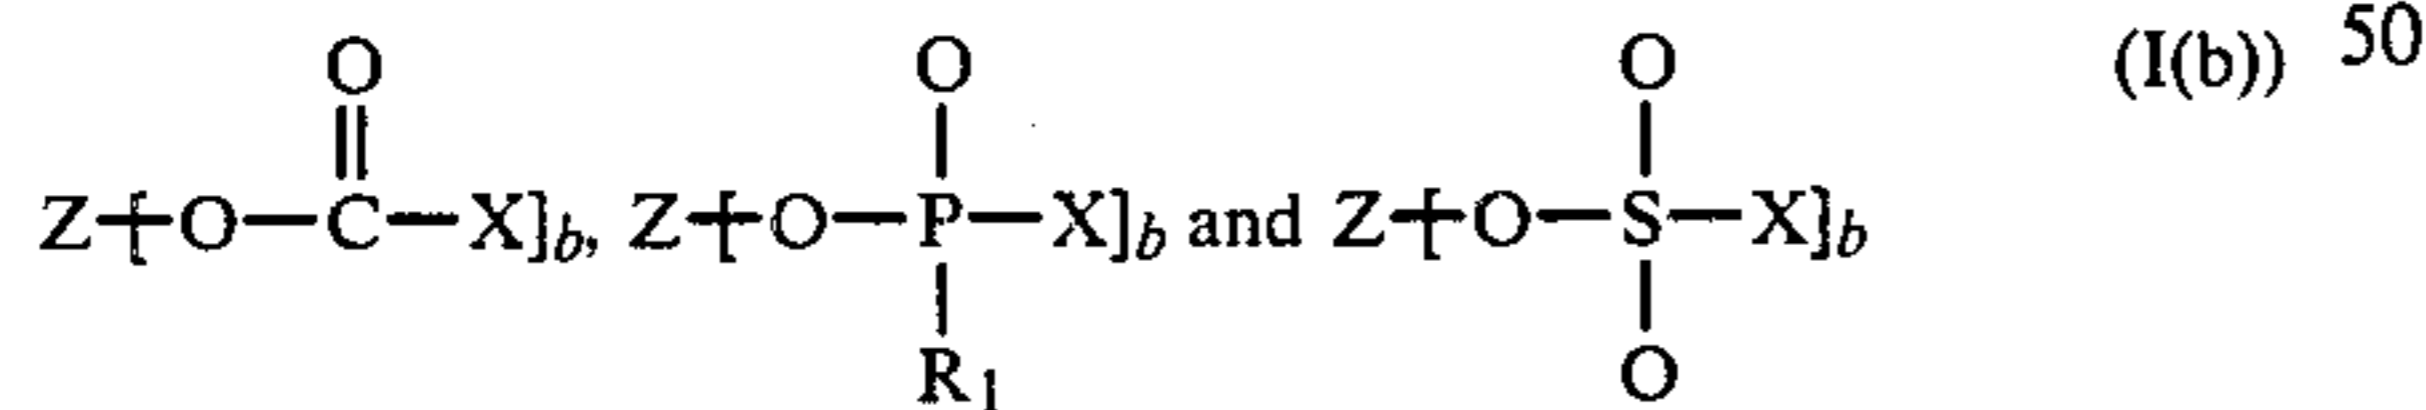 O O O (I(b)) 50
Z-[-O-C-X]b, Z-[-O-P-X]b and Z-[-O-S-X]b
R1 O